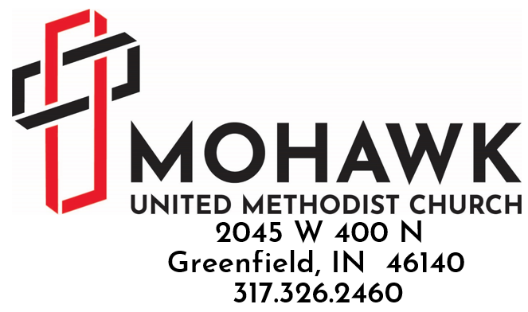 MOHAWK
UNITED METHODIST CHURCH
2045 W 400 N
Greenfield, IN  46140
317.326.2460